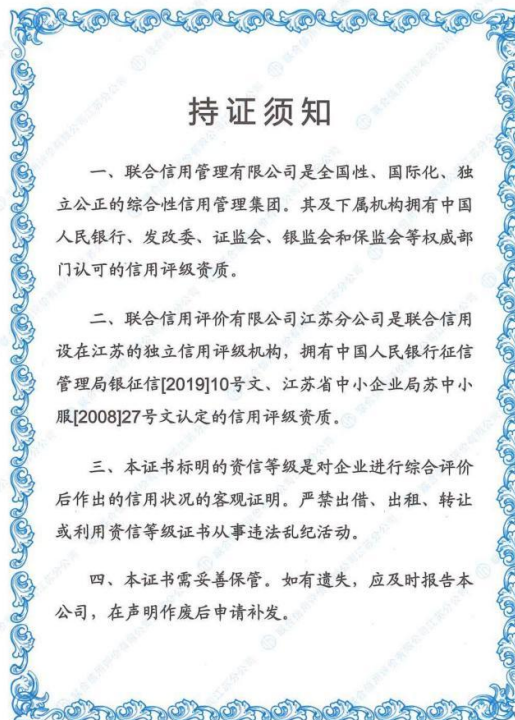 持证须知
一、联合信用管理有限公司是全国性、国际化、独
立公正的综合性信用管理集团。其及下属机构拥有中国
人民银行、发改委、证监会、银监会和保监会等权威部
门认可的信用评级资质。
二、联合信用评价有限公司江苏分公司是联合信用
设在江苏的独立信用评级机构，拥有中国人民银行征信
管理局银征信[2019]10号文、江苏省中小企业局苏中小
服[2008]27号文认定的信用评级资质。
三、本证书标明的资信等级是对企业进行综合评价
后作出的信用状况的客观证明。严禁出借、出租、转让
或利用资信等级证书从事违法乱纪活动。
四、本证书需妥善保管。如有遗失，应及时报告本
公司，在声明作废后申请补发。